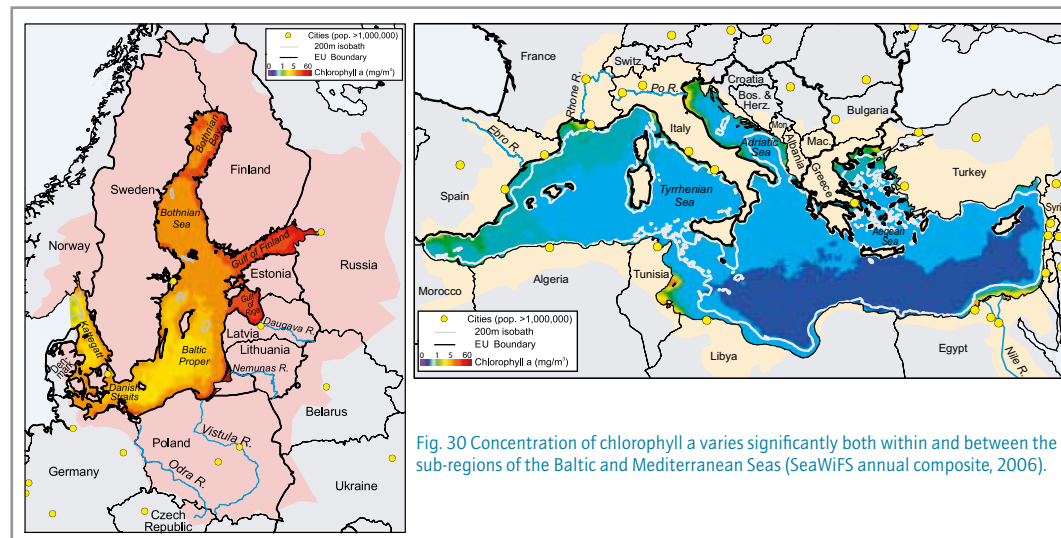 Cities (pop. >1,000,000)
200m isobath
EU Boundary
0 5 60
1
Chlorophyll a (mg/m³)
Bothnian
Bay
Finland
Sweden
Bothnian
Sea
Norway
Gulf of Finland
Estonia
Russia
Gulf
of
Riga
Kattegatt
Daugava R.
Latvia
Lithuania
Den-
mark
Baltic
Proper
Nemunas R.
Danish
Straits
Belarus
Poland
Vistula R.
Odra R.
Germany
Ukraine
Czech
Republic
France
Switz.
Croatia
Rhone R.
Po R.
Bos. &
Herz.
Bulgaria
Ebro R.
Italy
Mon.
Adriatic
Sea
Albania
Mac.
Spain
Tyrrhenian
Sea
Greece
Turkey
Aegean
Sea
Syria
Algeria
Tunisia
Morocco
Cities (pop. >1,000,000)
200m isobath
EU Boundary
0 1 5 60
Chlorophyll a (mg/m³)
Libya
Egypt
Nile R.
Fig. 30 Concentration of chlorophyll a varies significantly both within and between the
sub-regions of the Baltic and Mediterranean Seas (SeaWiFS annual composite, 2006).